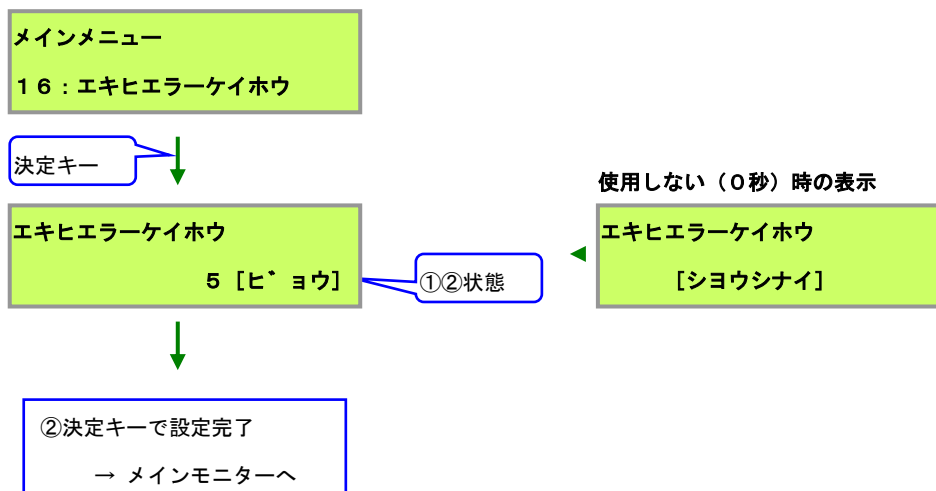 メインメニュー
１６：エキヒエラーケイホウ
決定キー
使用しない（０秒）時の表示
エキヒエラーケイホウ
５［ビョウ］
①②状態
エキヒエラーケイホウ
［シヨウシナイ］
②決定キーで設定完了
→ メインモニターへ